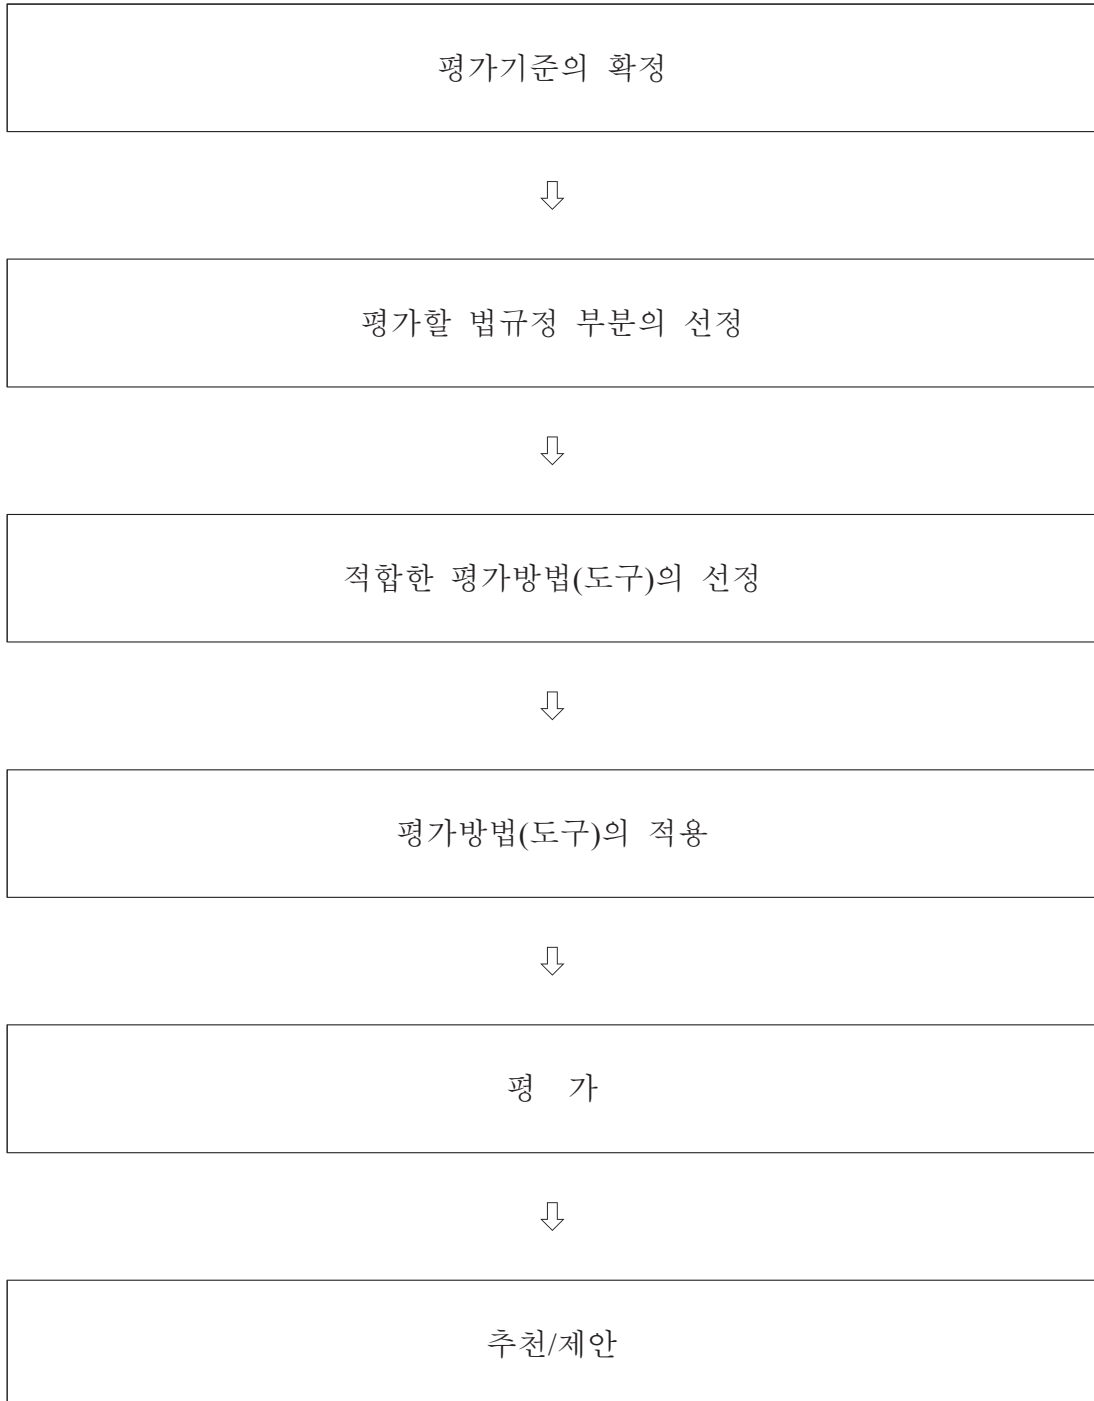 평가기준의 확정
⇩
평가할 법규정 부분의 선정
⇩
적합한 평가방법(도구)의 선정
⇩
평가방법(도구)의 적용
⇩
평 가
⇩
추천/제안